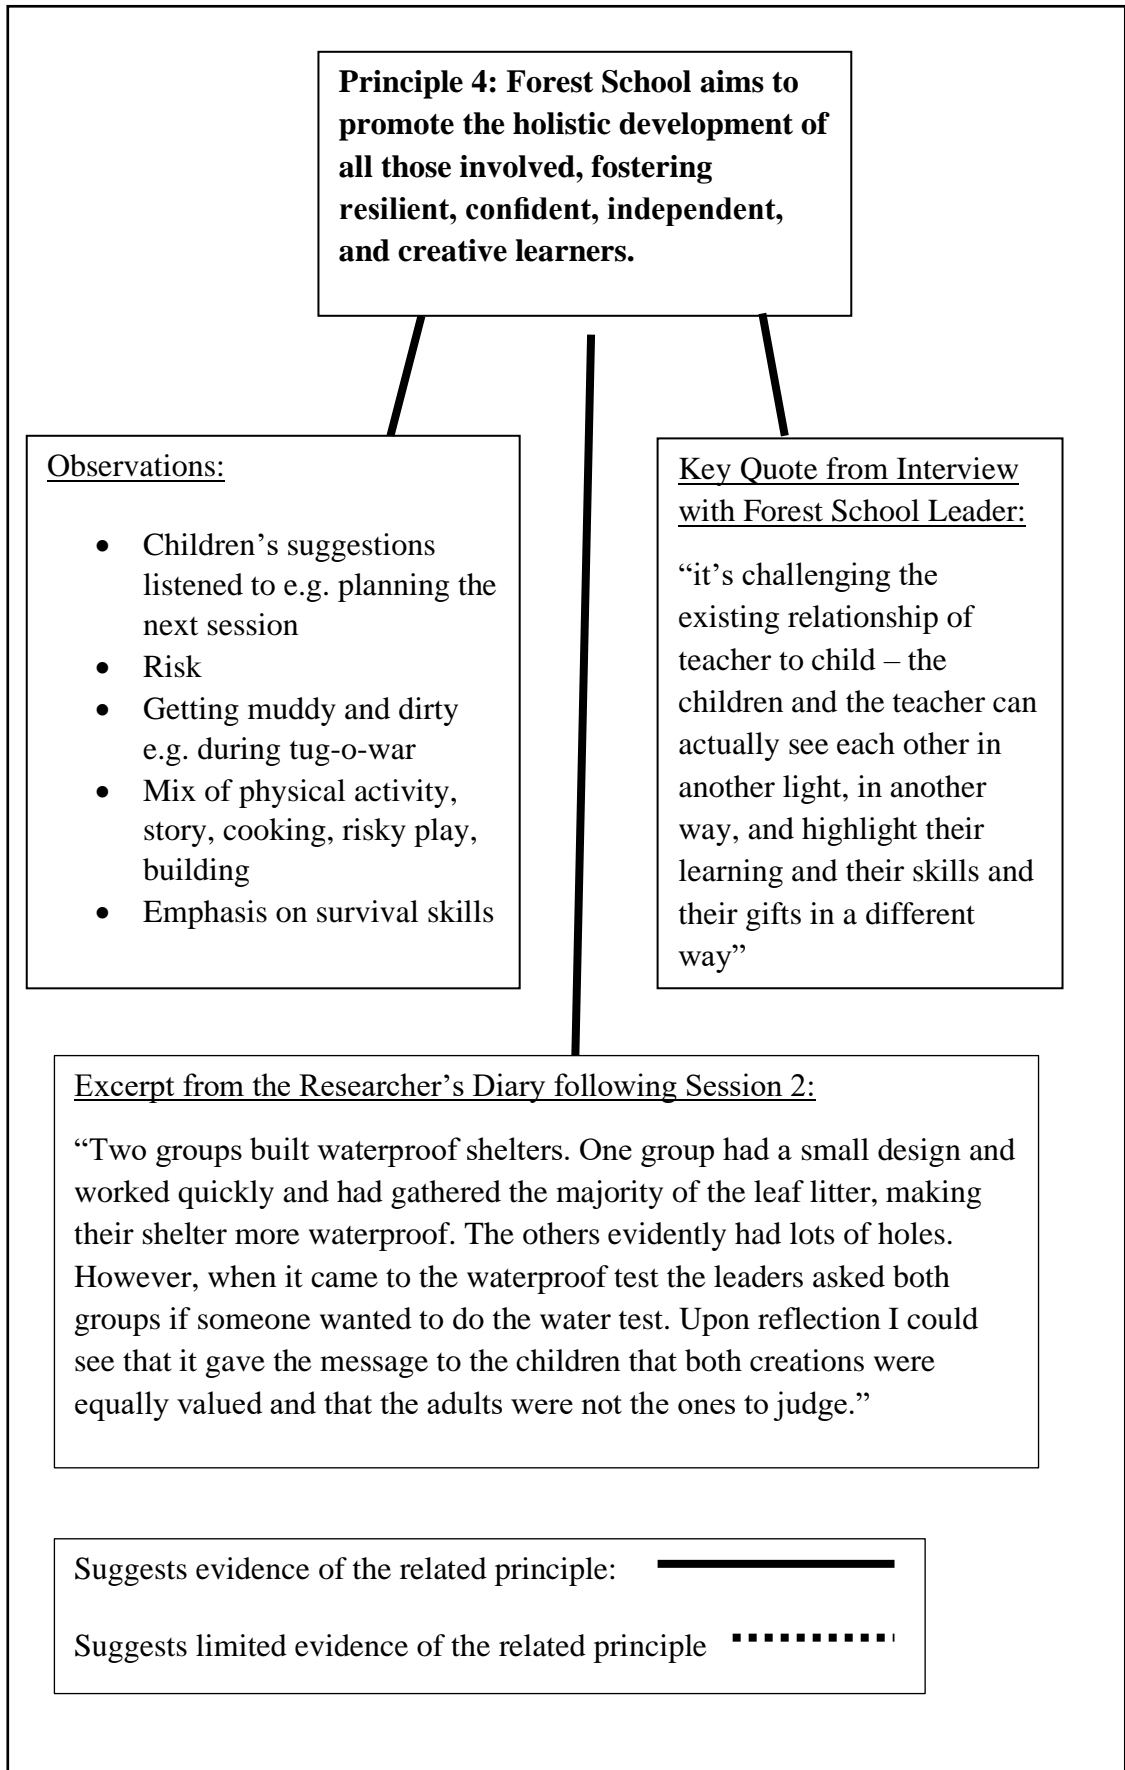 Principle 4: Forest School aims to
promote the holistic development of
all those involved, fostering
resilient, confident, independent,
and creative learners.
Observations:
• Children’s suggestions
listened to e.g. planning the
next session
• Risk
• Getting muddy and dirty
e.g. during tug-o-war
• Mix of physical activity,
story, cooking, risky play,
building
• Emphasis on survival skills
Key Quote from Interview
with Forest School Leader:
“it’s challenging the
existing relationship of
teacher to child – the
children and the teacher can
actually see each other in
another light, in another
way, and highlight their
learning and their skills and
their gifts in a different
way”
Excerpt from the Researcher’s Diary following Session 2:
“Two groups built waterproof shelters. One group had a small design and
worked quickly and had gathered the majority of the leaf litter, making
their shelter more waterproof. The others evidently had lots of holes.
However, when it came to the waterproof test the leaders asked both
groups if someone wanted to do the water test. Upon reflection I could
see that it gave the message to the children that both creations were
equally valued and that the adults were not the ones to judge.”
Suggests evidence of the related principle:
Suggests limited evidence of the related principle